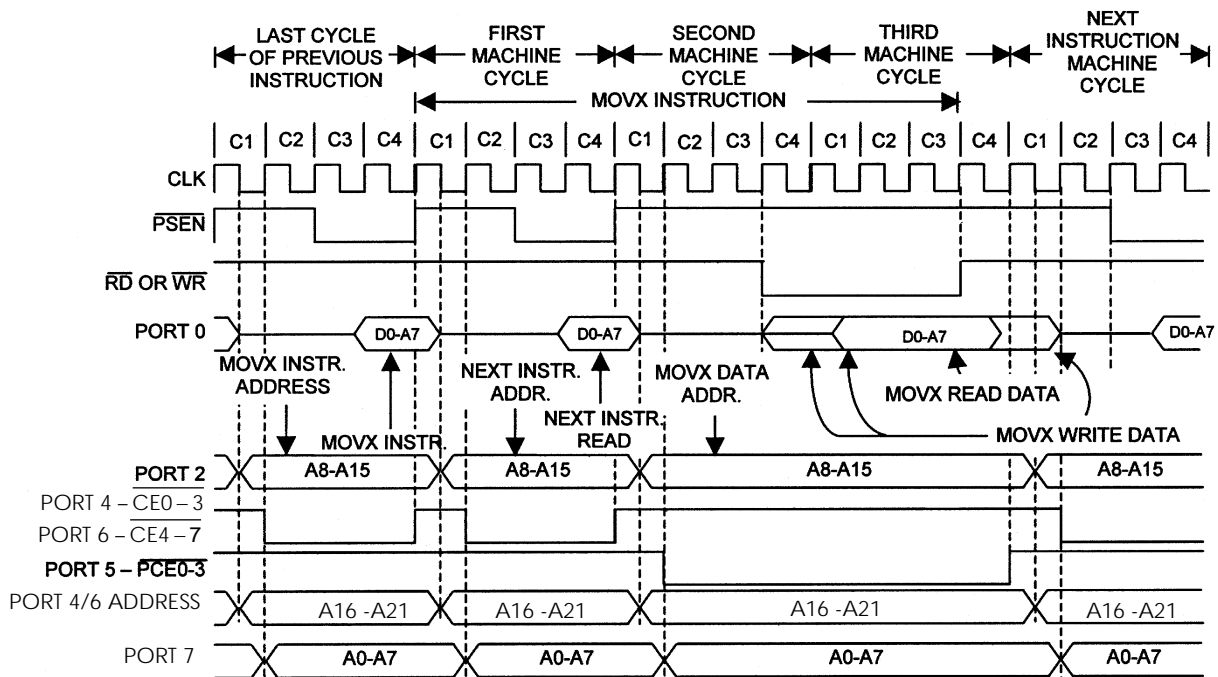 LAST CYCLE
OF PREVIOUS
INSTRUCTION
FIRST
MACHINE
CYCLE
SECOND
MACHINE
CYCLE
THIRD
MACHINE
CYCLE
NEXT
INSTRUCTION
MACHINE
CYCLE
MOVX INSTRUCTION
C1 C2 C3 C4 C1 C2 C3 C4 C1 C2 C3 C4 C1 C2 C3 C4 C1 C2 C3 C4
CLK
PSEN
RD OR WR
PORT 0
D0-A7 D0-A7 D0-A7 D0-A7
MOVX INSTR.
ADDRESS
MOVX INSTR.
NEXT INSTR.
ADDR.
NEXT INSTR.
READ
MOVX DATA
ADDR.
MOVX READ DATA
MOVX WRITE DATA
PORT 2
A8-A15 A8-A15 A8-A15 A8-A15
PORT 4 – CE0 – 3
PORT 6 – CE4 – 7
PORT 5 – PCE0-3
PORT 4/6 ADDRESS
A16 -A21 A16 -A21 A16 -A21 A16 -A21
PORT 7
A0-A7 A0-A7 A0-A7 A0-A7